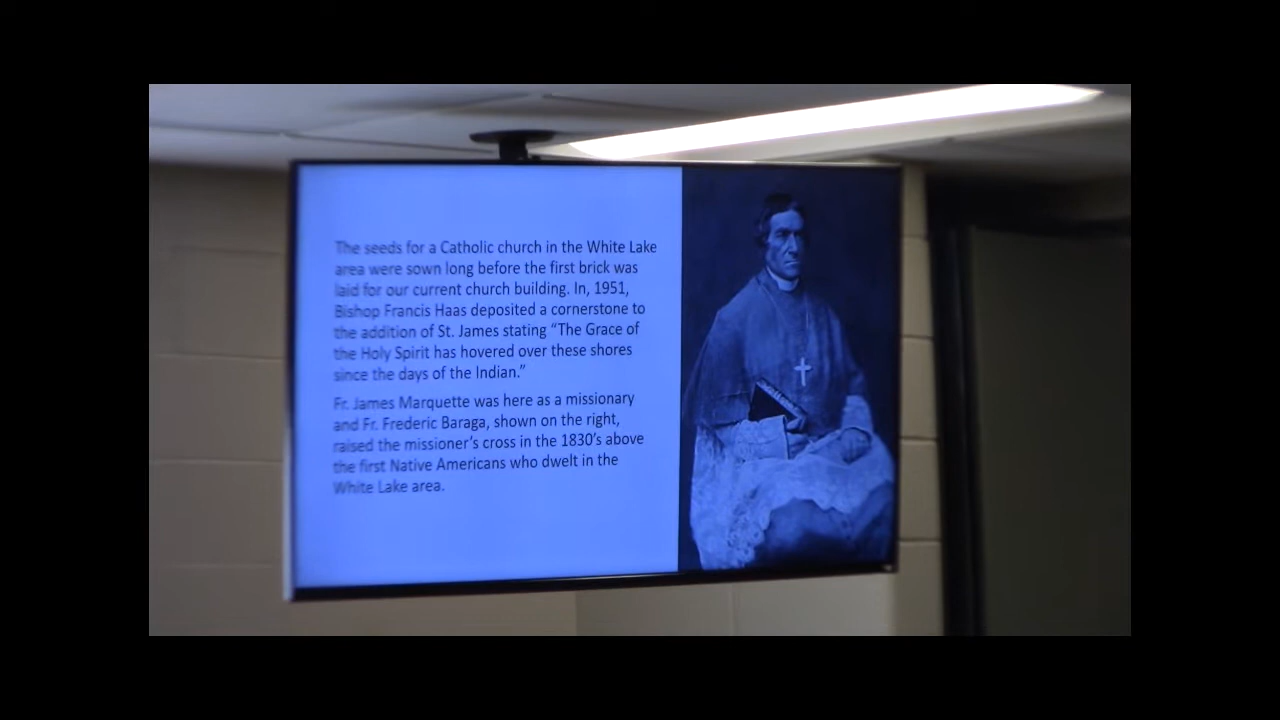 The seeds for a Catholic church in the White Lake
area were sown long before the first brick was
laid for our current church building. In, 1951,
Bishop Francis Haas deposited a cornerstone to
the addition of St. James stating “The Grace of
the Holy Spirit has hovered over these shores
since the days of the Indian.”
Fr. James Marquette was here as a missionary
and Fr. Frederic Baraga, shown on the right,
raised the missioner’s cross in the 1830’s above
the first Native Americans who dwelt in the
White Lake area.